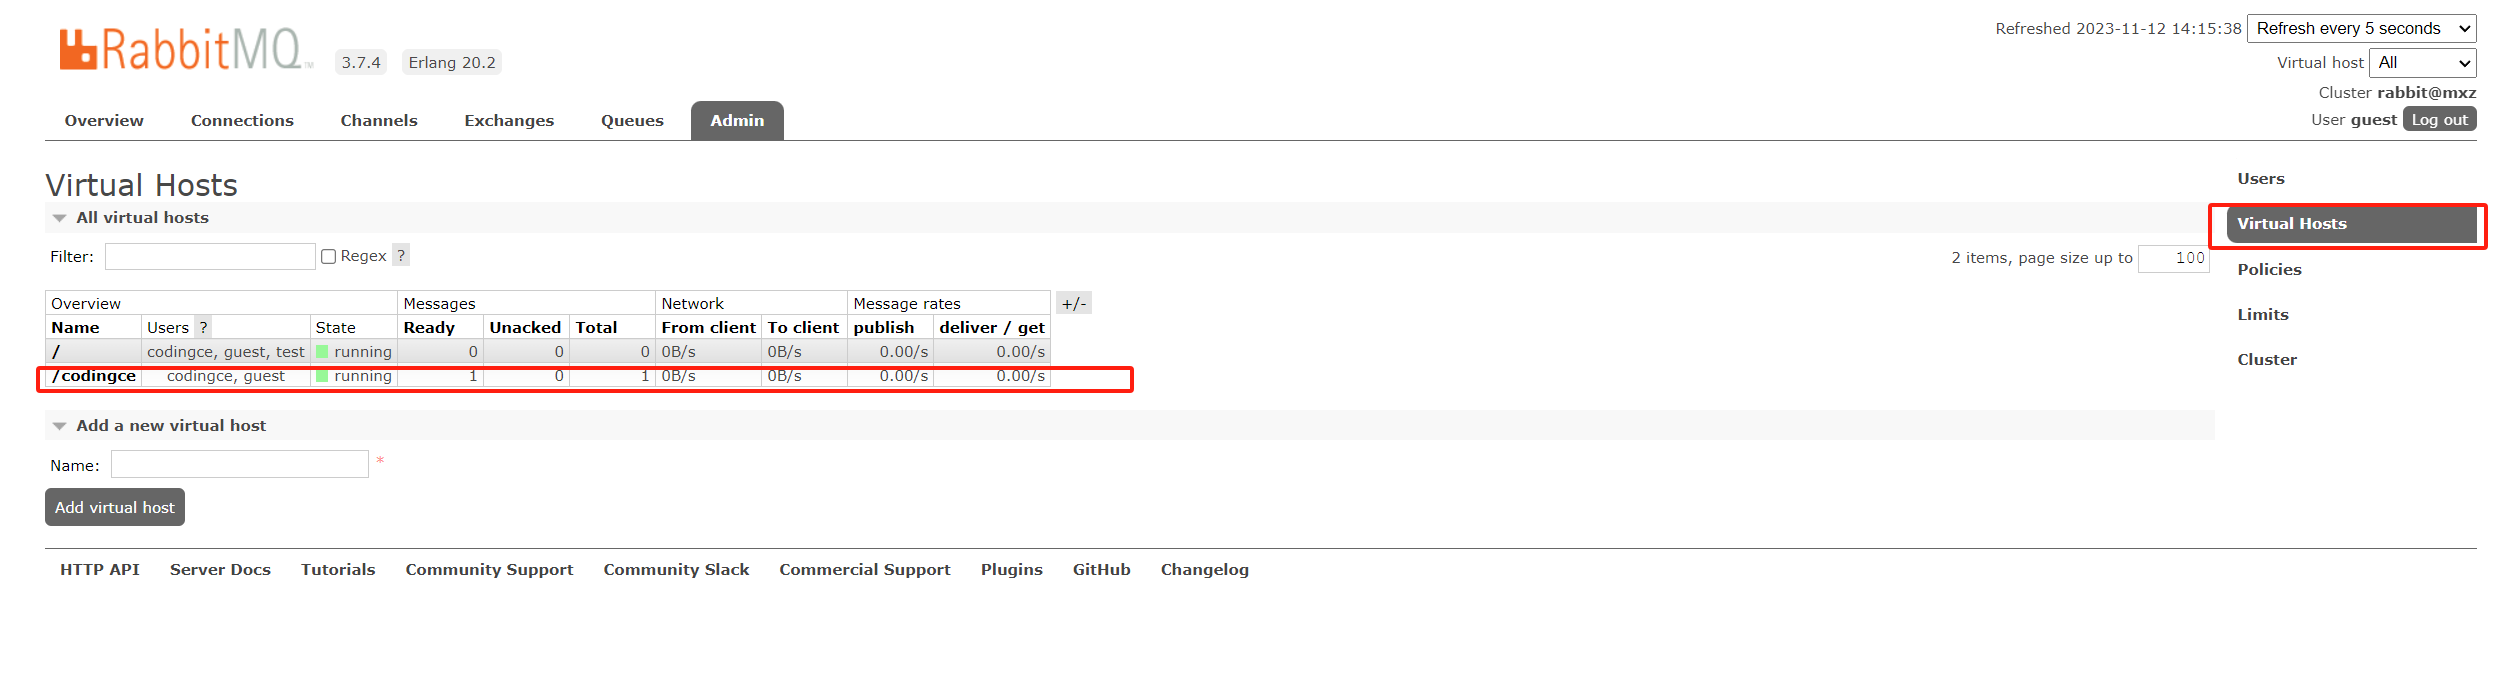 RabbitMQ TM 3.7.4 Erlang 20.2
Refreshed 2023-11-12 14:15:38 Refresh every 5 seconds
Virtual host All
Cluster rabbit@mxz
User guest Log out
Overview Connections Channels Exchanges Queues Admin
Virtual Hosts
All virtual hosts
Filter: Regex ?
2 items, page size up to 100
Overview Messages Network Message rates +/-
Name Users ? State Ready Unacked Total From client To client publish deliver / get
/ codingce, guest, test running 0 0 0 0B/s 0B/s 0.00/s 0.00/s
/codingce codingce, guest running 1 0 1 0B/s 0B/s 0.00/s 0.00/s
Add a new virtual host
Name: *
Add virtual host
Users
Virtual Hosts
Policies
Limits
Cluster
HTTP API Server Docs Tutorials Community Support Community Slack Commercial Support Plugins GitHub Changelog